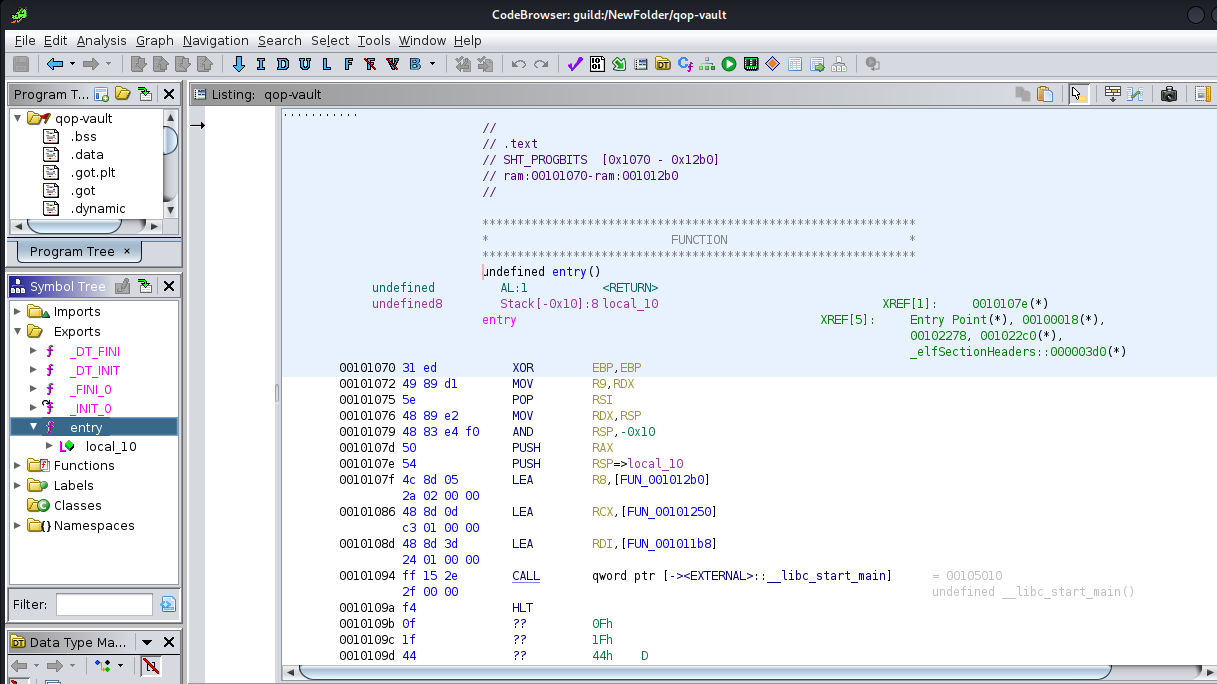 CodeBrowser: guild:/NewFolder/qop-vault
File Edit Analysis Graph Navigation Search Select Tools Window Help
I D U L F B
Program T...
qop-vault
.bss
.data
.got.plt
.got
.dynamic
Program Tree ×
Symbol Tree
Imports
Exports
f _DT_FINI
f _DT_INIT
f _FINI_0
f _INIT_0
f entry
L local_10
Functions
Labels
Classes
Namespaces
Filter:
Data Type Ma...
Listing: qop-vault
//
// .text
// SHT_PROGBITS [0x1070 - 0x12b0]
// ram:00101070-ram:001012b0
//
**************************************************************
* FUNCTION *
**************************************************************
undefined entry()
undefined AL:1 <RETURN>
undefined8 Stack[-0x10]:8 local_10 XREF[1]: 0010107e(*)
entry XREF[5]: Entry Point(*), 00100018(*),
00102278, 001022c0(*),
_elfSectionHeaders::000003d0(*)
00101070 31 ed XOR EBP,EBP
00101072 49 89 d1 MOV R9,RDX
00101075 5e POP RSI
00101076 48 89 e2 MOV RDX,RSP
00101079 48 83 e4 f0 AND RSP,-0x10
0010107d 50 PUSH RAX
0010107e 54 PUSH RSP=>local_10
0010107f 4c 8d 05 LEA R8,[FUN_001012b0]
2a 02 00 00
00101086 48 8d 0d LEA RCX,[FUN_00101250]
c3 01 00 00
0010108d 48 8d 3d LEA RDI,[FUN_001011b8]
24 01 00 00
00101094 ff 15 2e CALL qword ptr [-><EXTERNAL>::__libc_start_main] = 00105010
2f 00 00 undefined __libc_start_main()
0010109a f4 HLT
0010109b 0f ?? 0Fh
0010109c 1f ?? 1Fh
0010109d 44 ?? 44h D